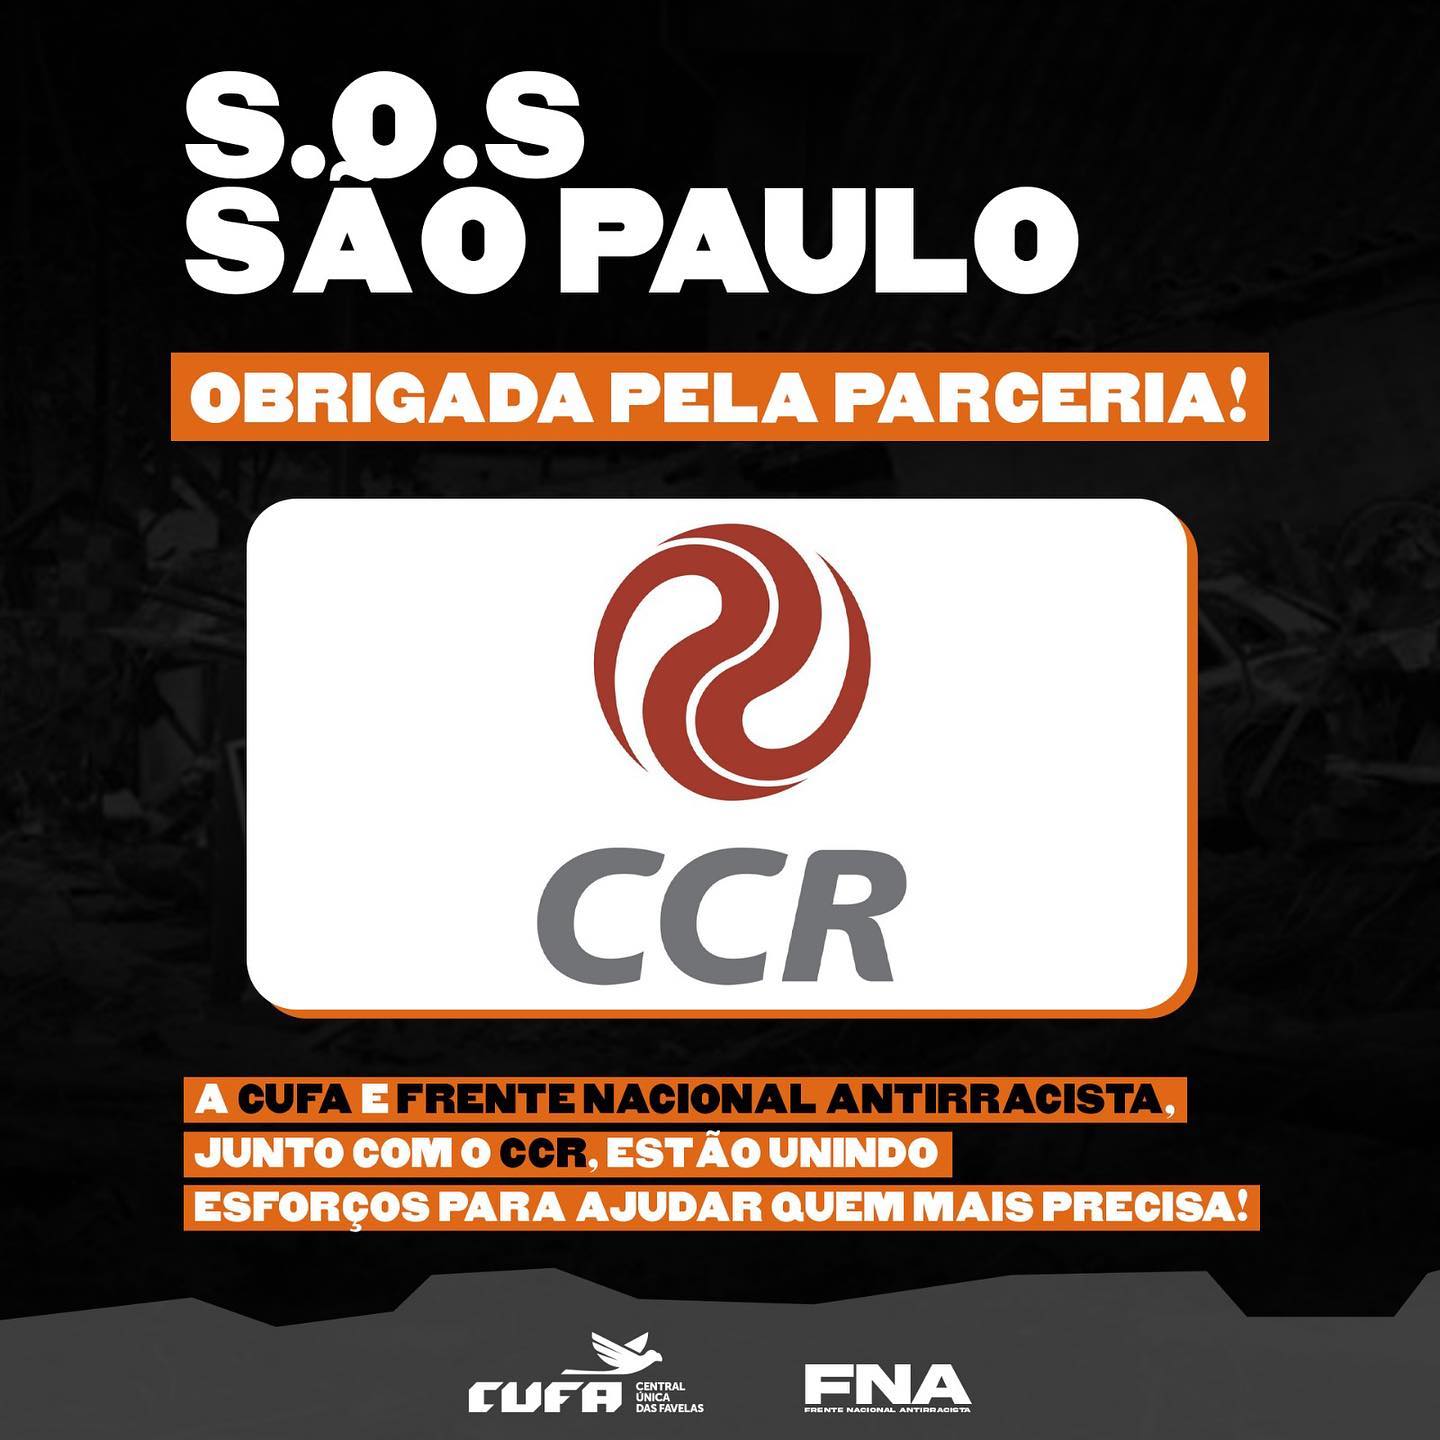 S.O.S
SÃO PAULO
OBRIGADA PELA PARCERIA!
CCR
A CUFA E FRENTE NACIONAL ANTIRRACISTA,
JUNTO COM O CCR, ESTÃO UNINDO
ESFORÇOS PARA AJUDAR QUEM MAIS PRECISA!
CUFA
CENTRAL
ÚNICA
DAS FAVELAS
FNA
FRENTE NACIONAL ANTIRRACISTA